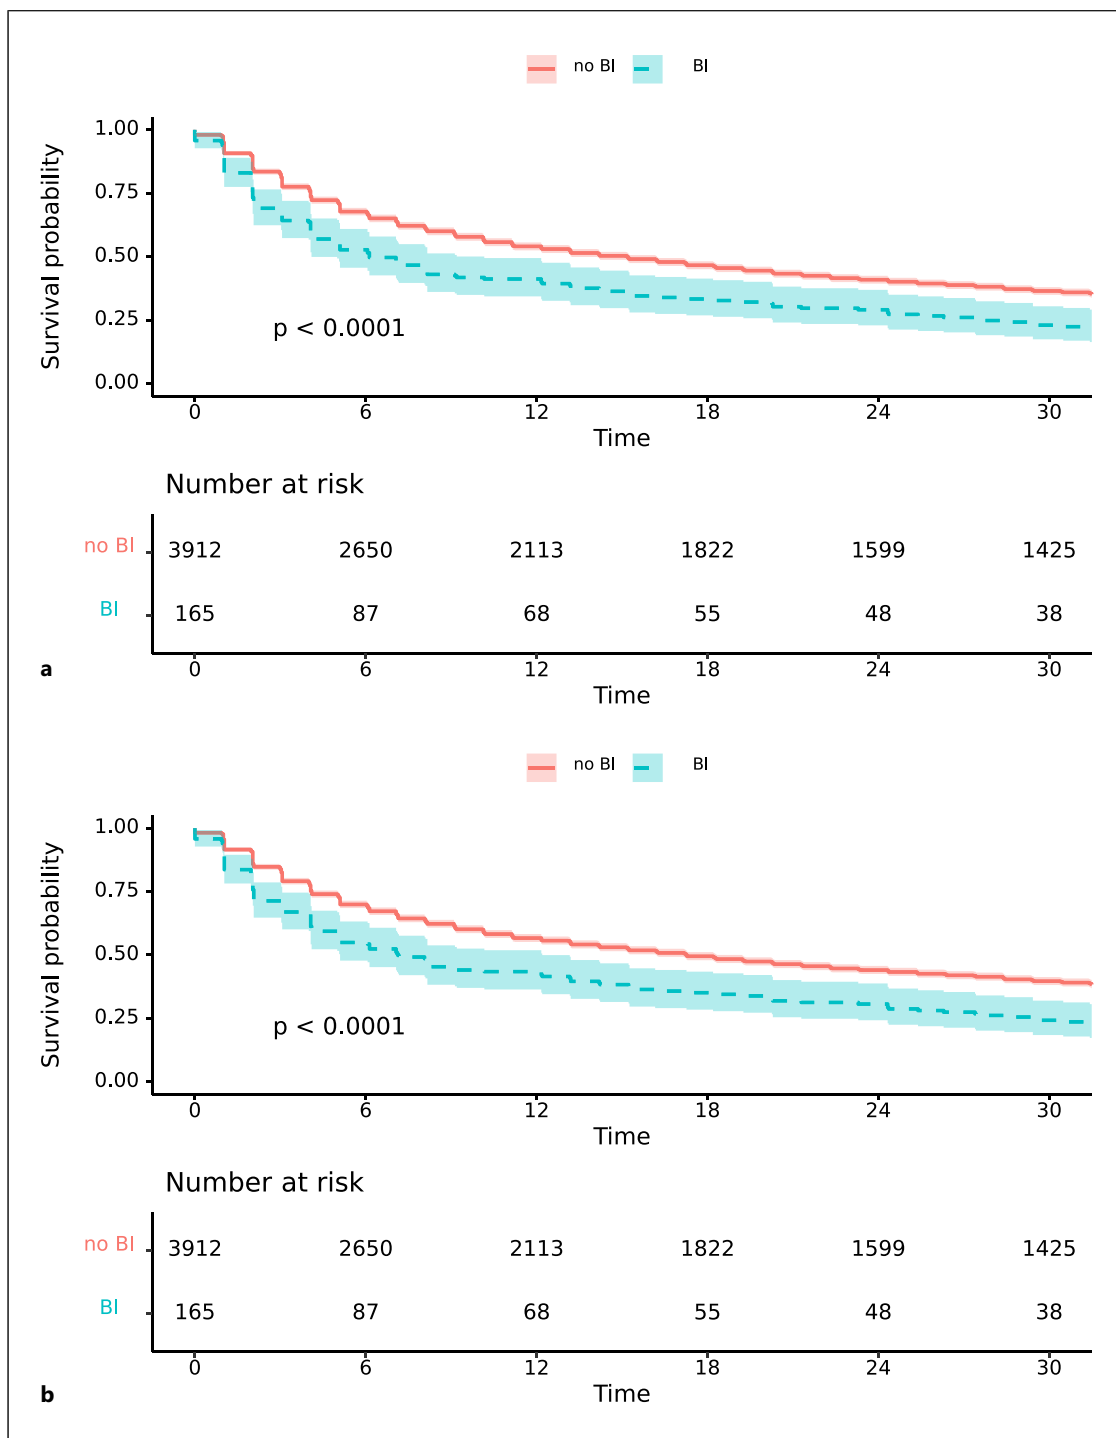 no BI BI
1.00
0.75
0.50
0.25
0.00
Survival probability
p < 0.0001
0 6 12 18 24 30
Time
Number at risk
no BI 3912 2650 2113 1822 1599 1425
BI 165 87 68 55 48 38
0 6 12 18 24 30
Time
a
no BI BI
1.00
0.75
0.50
0.25
0.00
Survival probability
p < 0.0001
0 6 12 18 24 30
Time
Number at risk
no BI 3912 2650 2113 1822 1599 1425
BI 165 87 68 55 48 38
0 6 12 18 24 30
Time
b